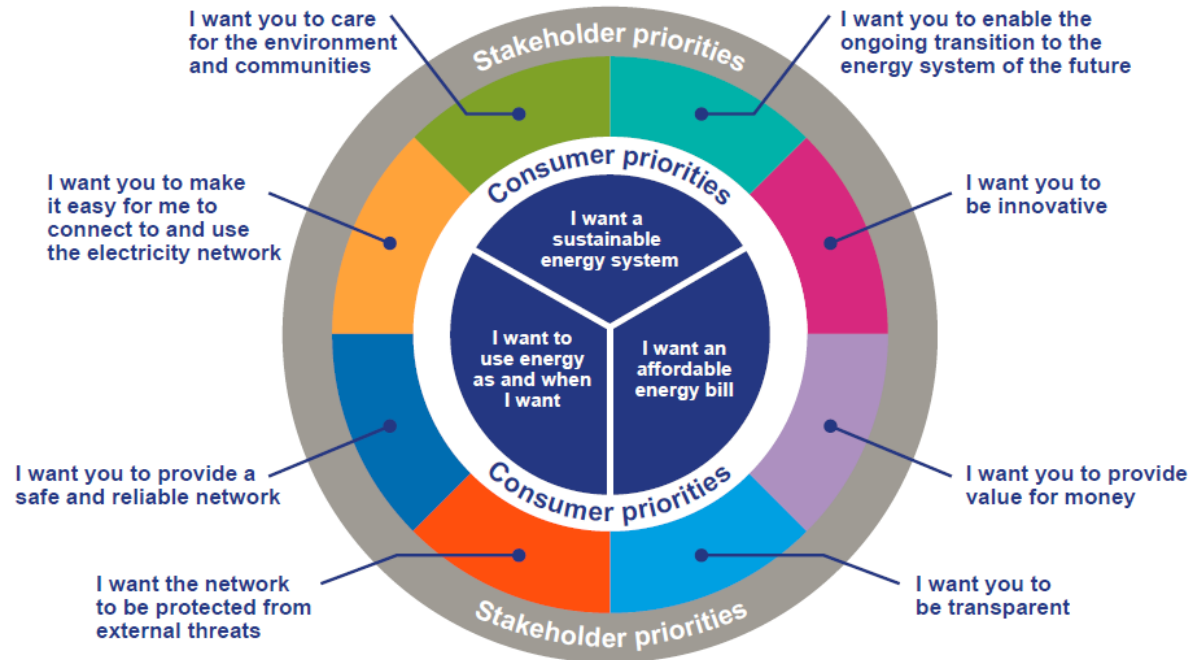 I want you to care
for the environment
and communities
Stakeholder priorities
I want you to enable the
ongoing transition to the
energy system of the future
I want you to make
it easy for me to
connect to and use
the electricity network
Consumer priorities
I want a
sustainable
energy system
I want you to
be innovative
I want to
use energy
as and when
I want
I want an
affordable
energy bill
I want you to provide a
safe and reliable network
Consumer priorities
I want you to provide
value for money
I want the network
to be protected from
external threats
Stakeholder priorities
I want you to
be transparent